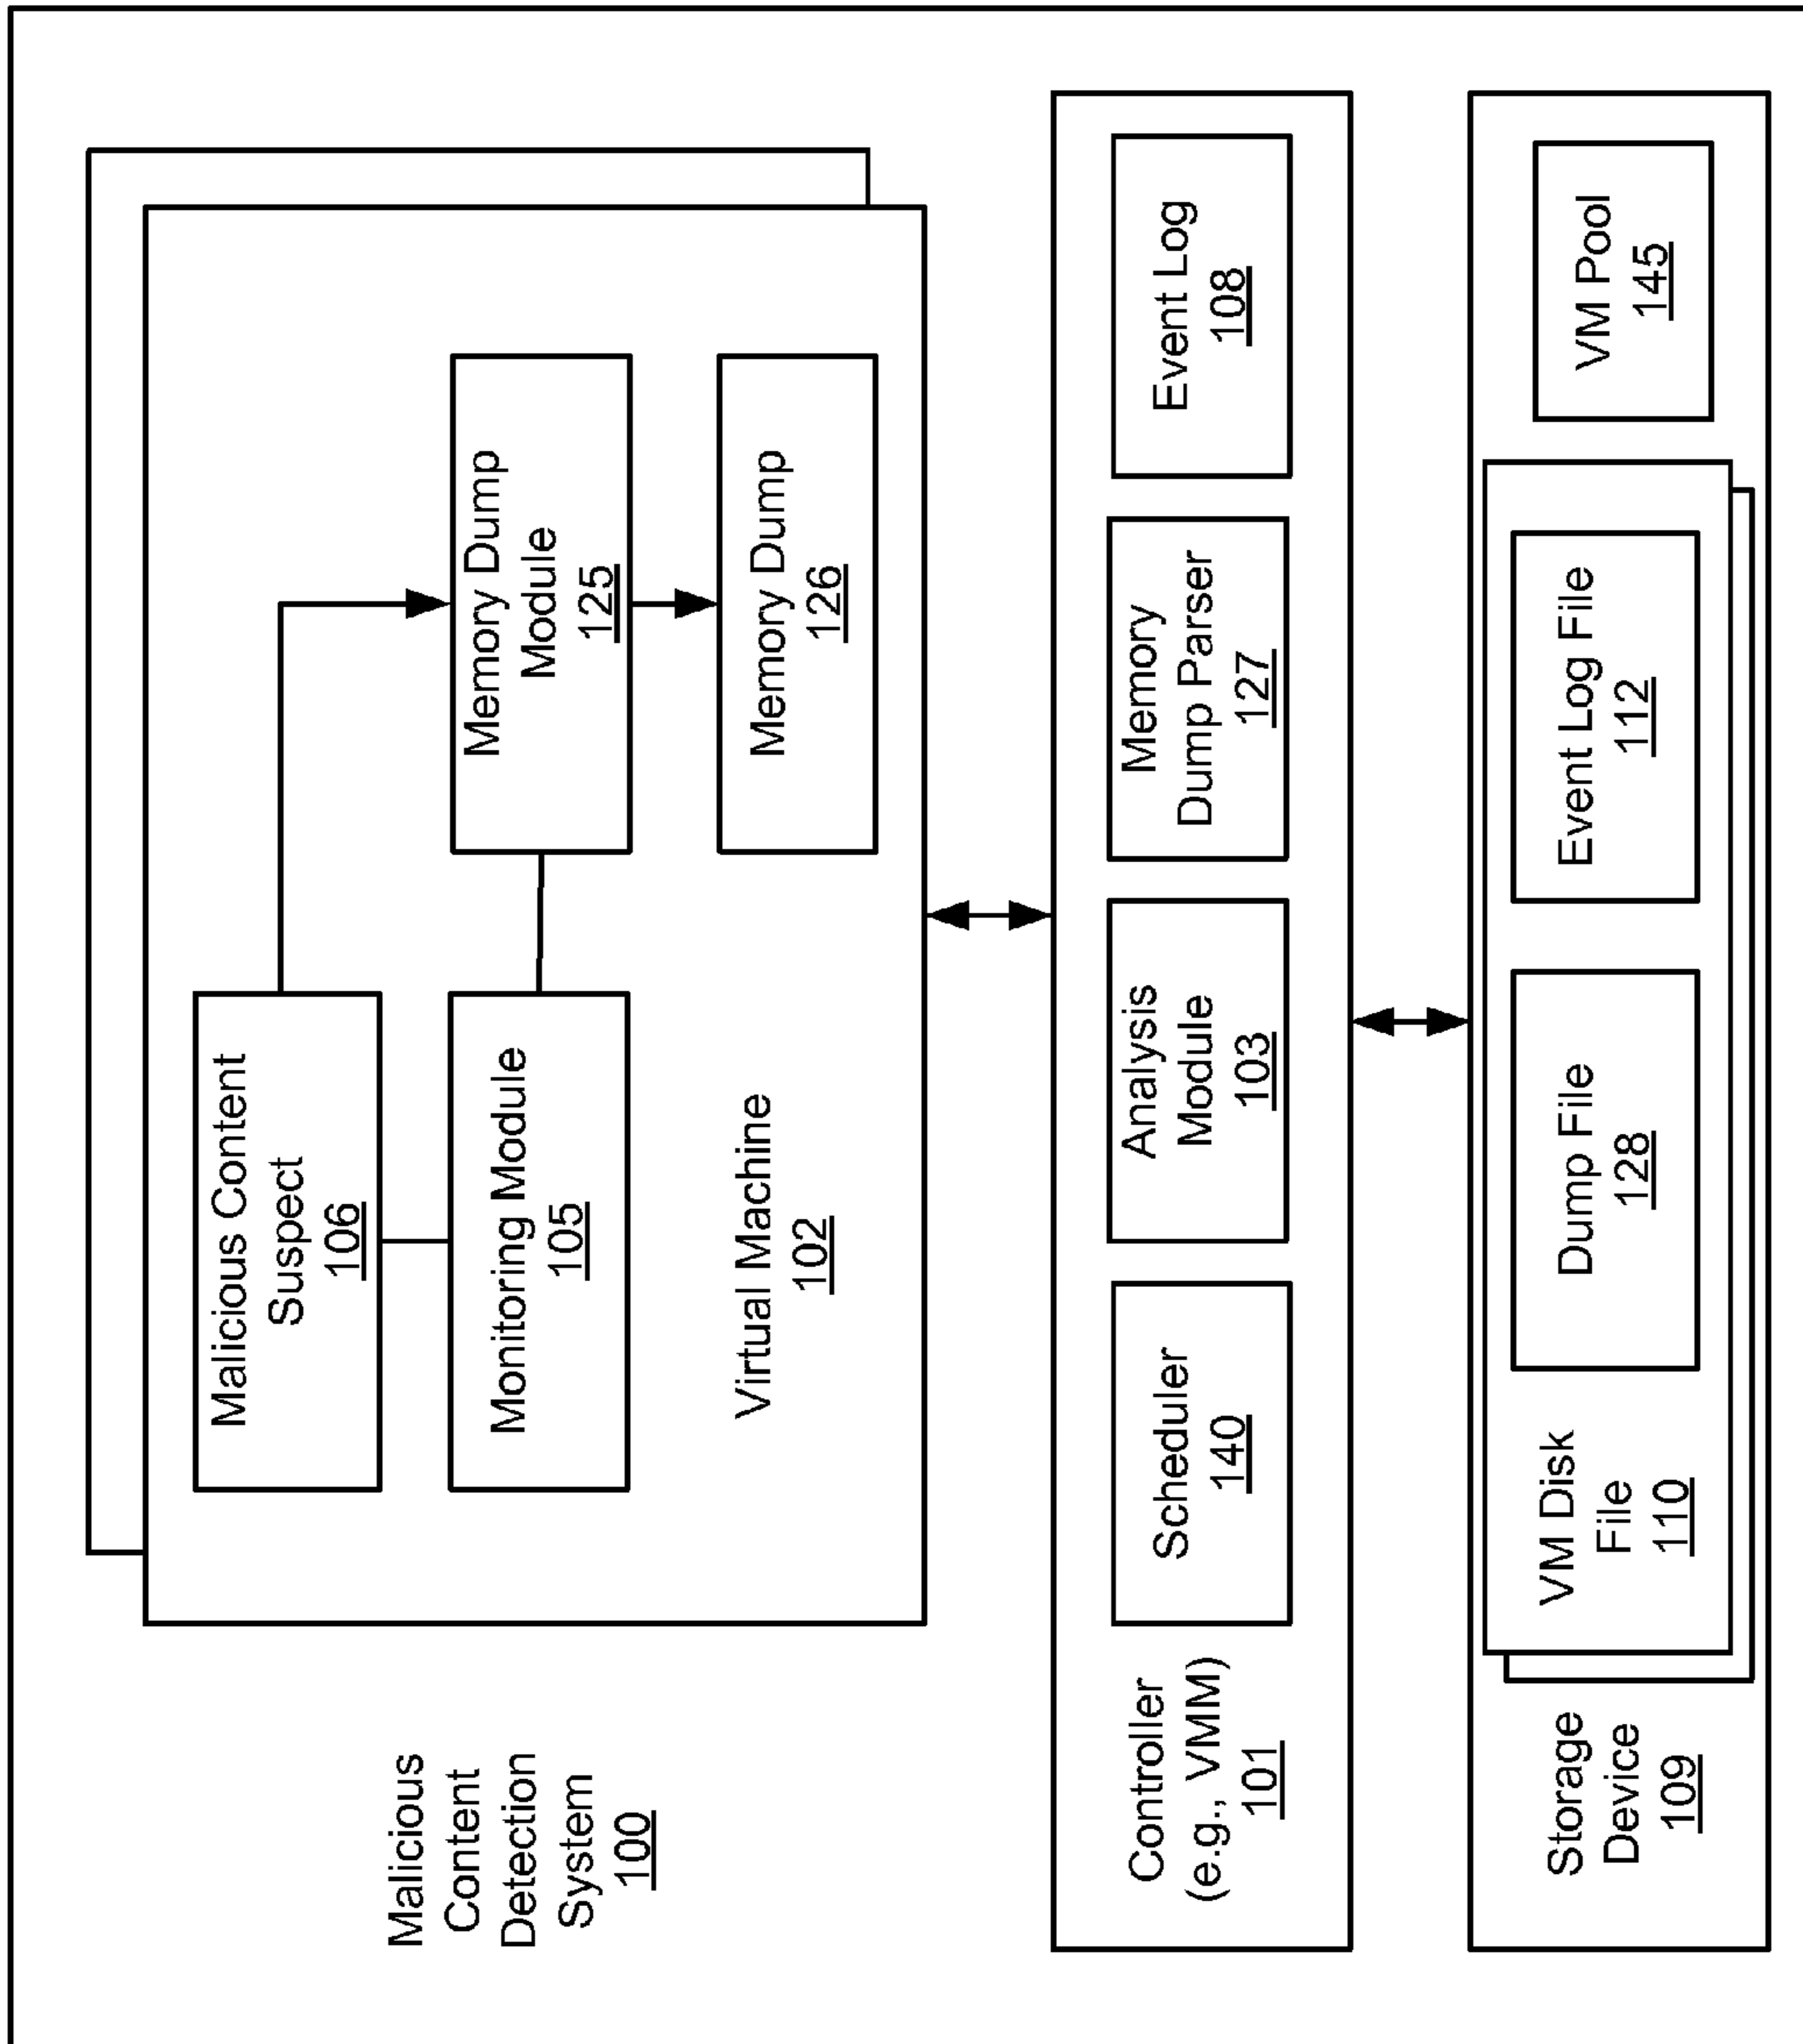 Malicious
Content
Detection
System
100
Malicious Content
Suspect
106
Monitoring Module
105
Memory Dump
Module
125
Memory Dump
126
Virtual Machine
102
Controller
(e.g., VMM)
101
Scheduler
140
Analysis
Module
103
Memory
Dump Parser
127
Event Log
108
Storage
Device
109
VM Disk
File
110
Dump File
128
Event Log File
112
VM Pool
145